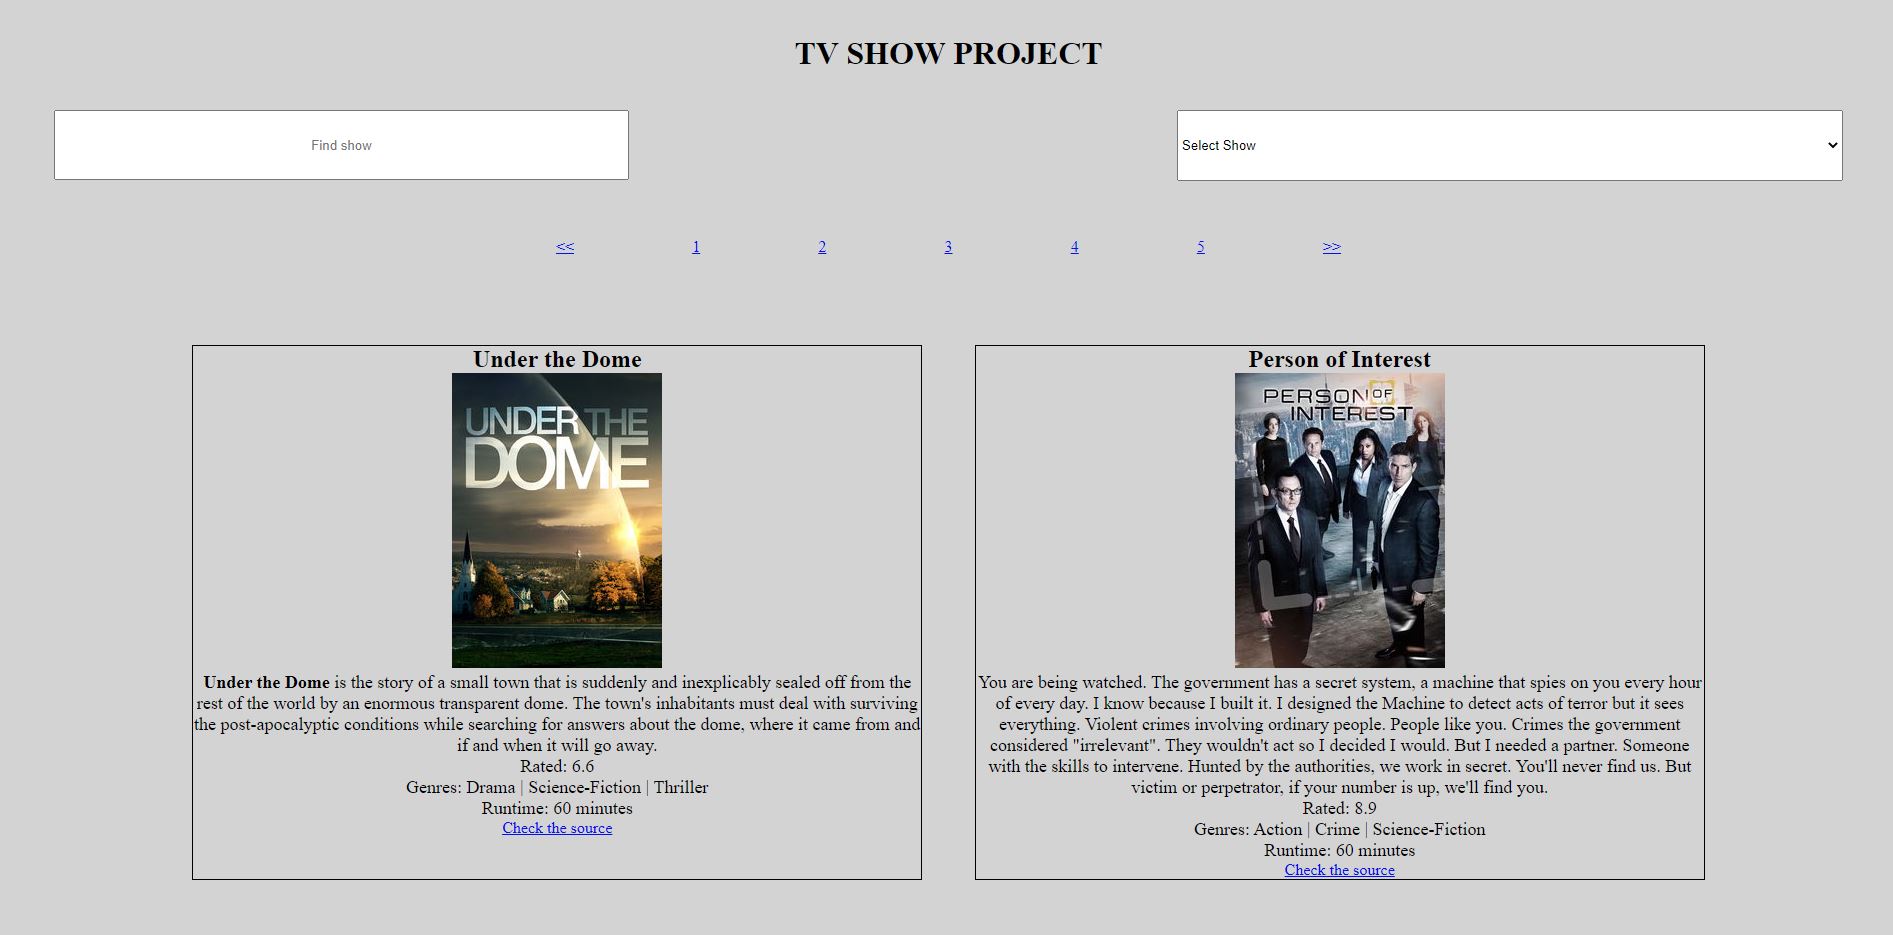 TV SHOW PROJECT
Find show
Select Show
<<
1
2
3
4
5
>>
Under the Dome
UNDER THE
DOME
Under the Dome is the story of a small town that is suddenly and inexplicably sealed off from the
rest of the world by an enormous transparent dome. The town's inhabitants must deal with surviving
the post-apocalyptic conditions while searching for answers about the dome, where it came from and
if and when it will go away.
Rated: 6.6
Genres: Drama | Science-Fiction | Thriller
Runtime: 60 minutes
Check the source
Person of Interest
PERSON OF
INTEREST
You are being watched. The government has a secret system, a machine that spies on you every hour
of every day. I know because I built it. I designed the Machine to detect acts of terror but it sees
everything. Violent crimes involving ordinary people. People like you. Crimes the government
considered "irrelevant". They wouldn't act so I decided I would. But I needed a partner. Someone
with the skills to intervene. Hunted by the authorities, we work in secret. You'll never find us. But
victim or perpetrator, if your number is up, we'll find you.
Rated: 8.9
Genres: Action | Crime | Science-Fiction
Runtime: 60 minutes
Check the source